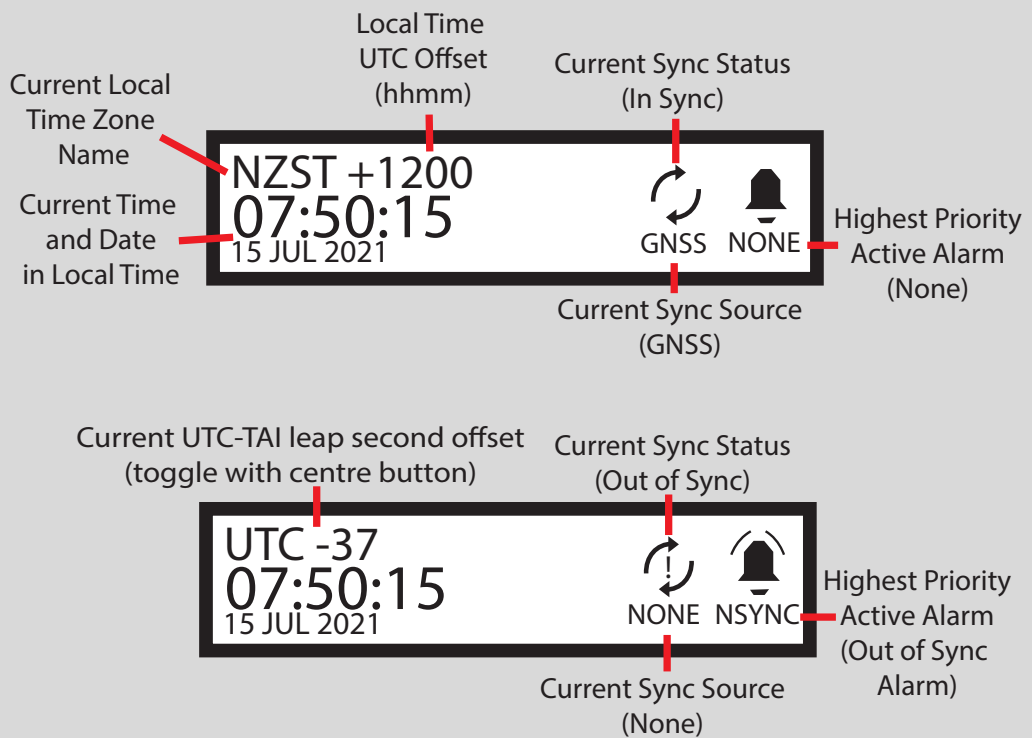 Local Time
UTC Offset
(hhmm)
Current Sync Status
(In Sync)
Current Local
Time Zone
Name
NZST +1200
07:50:15
15 JUL 2021
Current Time
and Date
in Local Time
GNSS
NONE
Highest Priority
Active Alarm
(None)
Current Sync Source
(GNSS)
Current UTC-TAI leap second offset
(toggle with centre button)
Current Sync Status
(Out of Sync)
UTC -37
07:50:15
15 JUL 2021
!
NONE
NSYNC
Highest Priority
Active Alarm
(Out of Sync
Alarm)
Current Sync Source
(None)